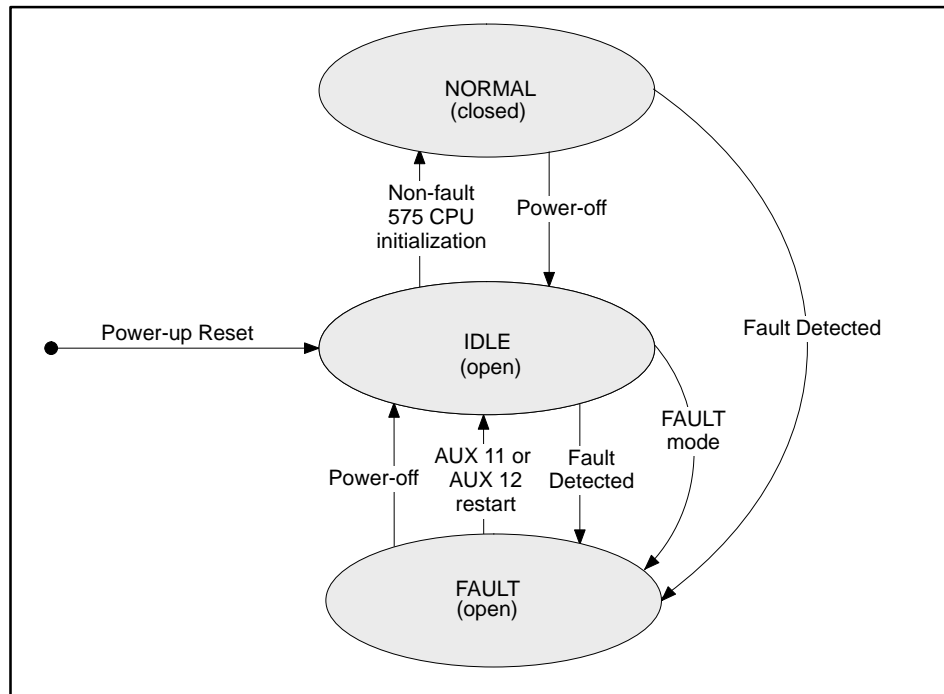 NORMAL
(closed)
Non-fault
575 CPU
initialization
Power-off
Power-up Reset
IDLE
(open)
Fault Detected
FAULT
mode
Power-off
AUX 11 or
AUX 12
restart
Fault
Detected
FAULT
(open)